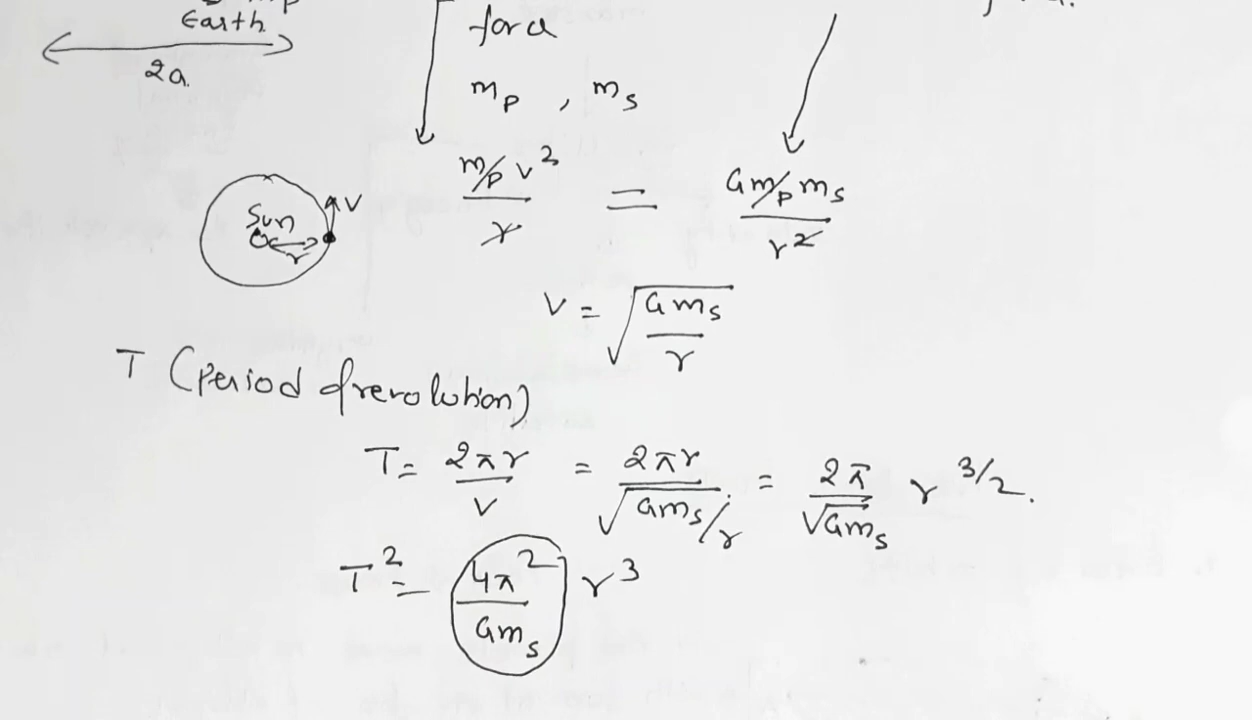 Earth
2a
force
mp , ms
mp v² / r = G mp ms / r²
Sun
r
V
V = √(G ms / r)
T (Period of revolution)
T = 2πr / V = 2πr / √(G ms / r) = 2π / √(G ms) r^3/2.
T² = 4π² / G ms r³